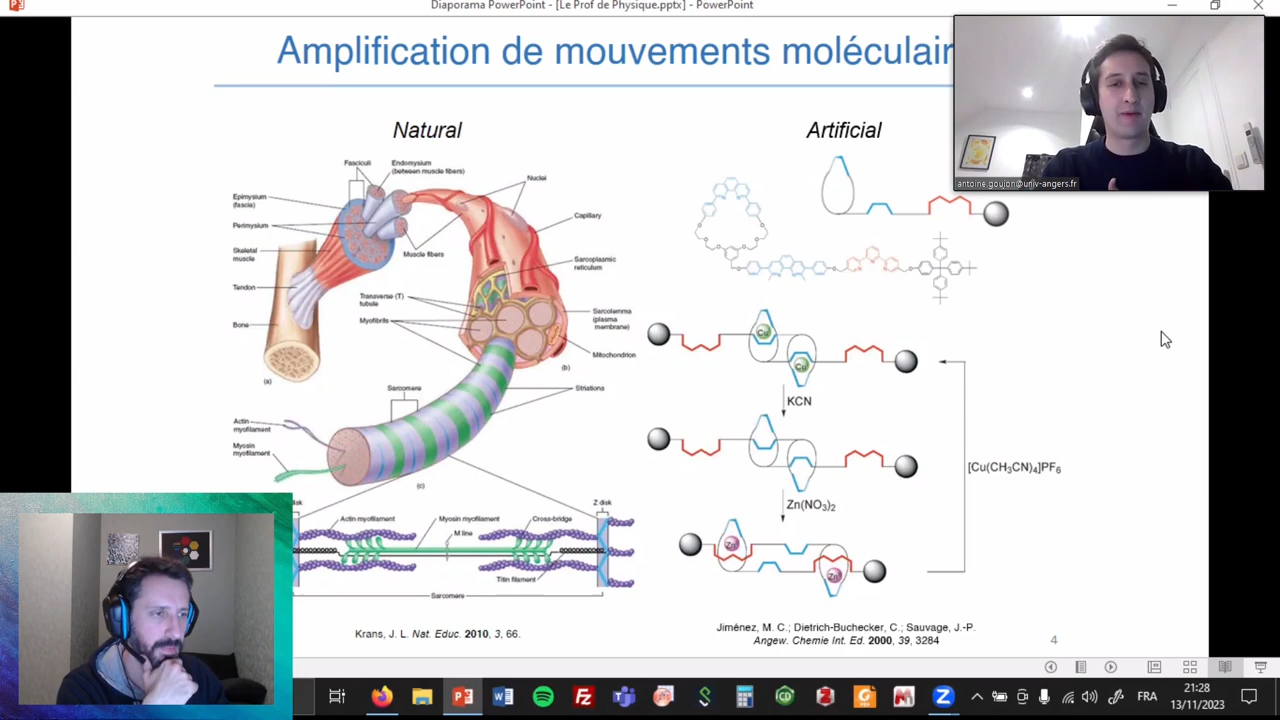 Diaporama PowerPoint - [Le Prof de Physique.pptx] - PowerPoint
Amplification de mouvements moléculair
antoine.goujon@univ-angers.fr
Natural
Artificial
Fasciculi
Endomysium
(between muscle fibers)
Nuclei
Epimysium
(fascia)
Capillary
Perimysium
Skeletal
muscle
Muscle fibers
Sarcoplasmic
reticulum
Tendon
Transverse (T)
tubule
Sarcolemma
(plasma
membrane)
Myofibrils
Bone
Mitochondrion
(a)
(b)
Sarcomere
Striations
Actin
myofilament
Myosin
myofilament
(c)
disk
Z disk
Actin myofilament
Myosin myofilament
Cross-bridge
M line
Titin filament
Sarcomere
Krans, J. L. Nat. Educ. 2010, 3, 66.
Cu
Cu
KCN
[Cu(CH3CN)4]PF6
Zn(NO3)2
Zn
Zn
Jiménez, M. C.; Dietrich-Buchecker, C.; Sauvage, J.-P.
Angew. Chemie Int. Ed. 2000, 39, 3284
4
FRA
21:28
13/11/2023